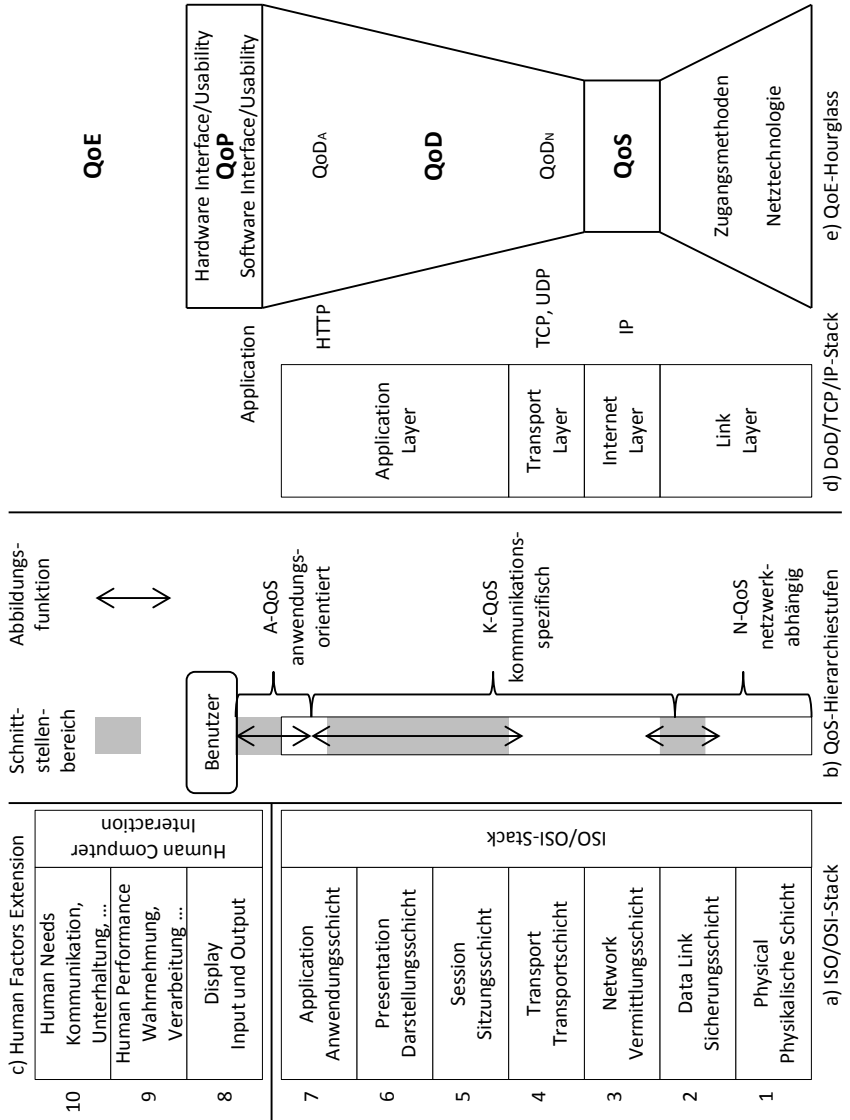 c) Human Factors Extension
10
Human Needs
Kommunikation,
Unterhaltung, ...
9
Human Performance
Wahrnehmung,
Verarbeitung ...
8
Display
Input und Output
Human Computer
Interaction
7
Application
Anwendungsschicht
6
Presentation
Darstellungsschicht
5
Session
Sitzungsschicht
4
Transport
Transportschicht
3
Network
Vermittlungsschicht
2
Data Link
Sicherungsschicht
1
Physical
Physikalische Schicht
ISO/OSI-Stack
a) ISO/OSI-Stack
Schnitt-
stellen-
bereich
Abbildungs-
funktion
Benutzer
A-QoS
anwendungs-
orientiert
K-QoS
kommunikations-
spezifisch
N-QoS
netzwerk-
abhängig
b) QoS-Hierarchiestufen
Application
Application
Layer
HTTP
Transport
Layer
TCP, UDP
Internet
Layer
IP
Link
Layer
d) DoD/TCP/IP-Stack
QoE
Hardware Interface/Usability
QoP
Software Interface/Usability
QoDA
QoD
QoDN
QoS
Zugangsmethoden
Netztechnologie
e) QoE-Hourglass